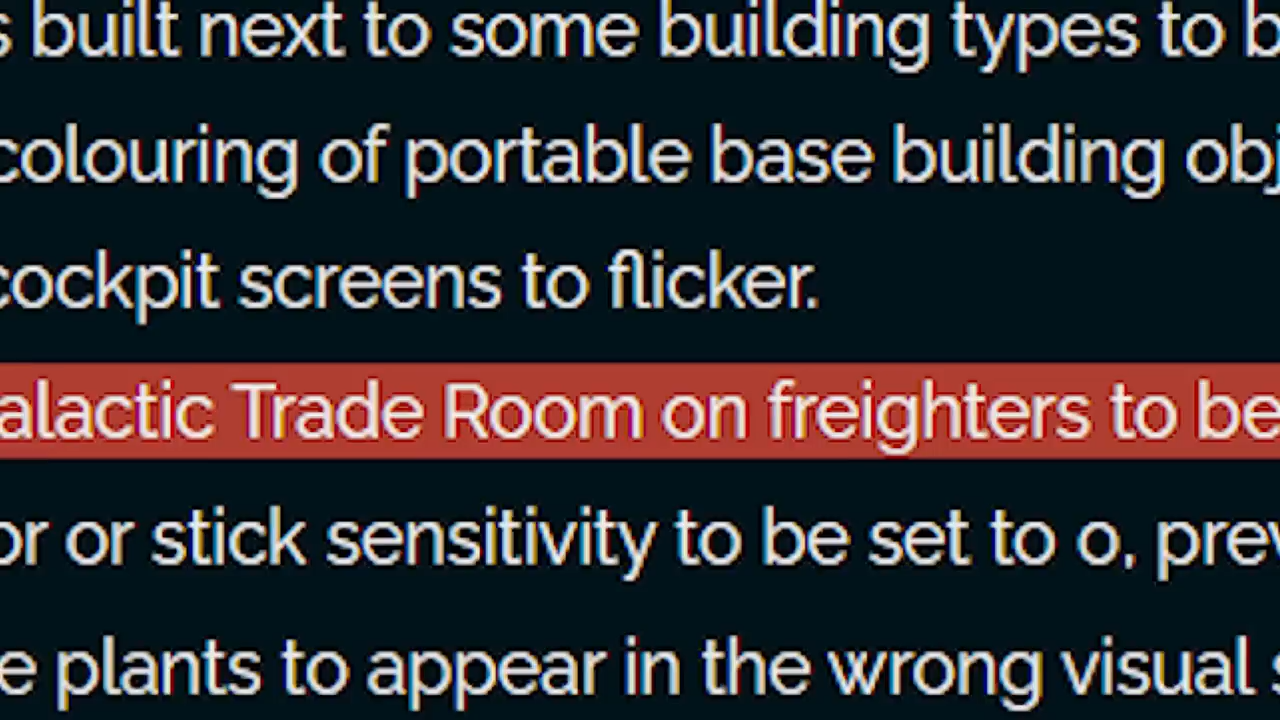 s built next to some building types to b
colouring of portable base building obj
cockpit screens to flicker.
alactic Trade Room on freighters to be
or or stick sensitivity to be set to 0, prev
e plants to appear in the wrong visual s